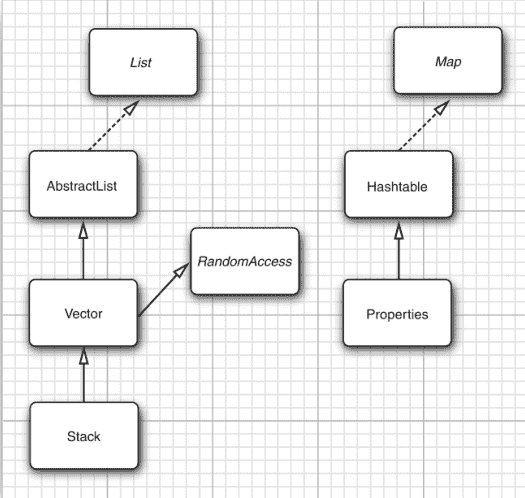 List
Map
AbstractList
Hashtable
RandomAccess
Vector
Properties
Stack